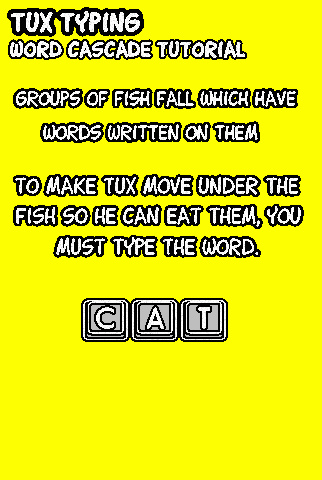 TUX TYPING
WORD CASCADE TUTORIAL
GROUPS OF FISH FALL WHICH HAVE
WORDS WRITTEN ON THEM
TO MAKE TUX MOVE UNDER THE
FISH SO HE CAN EAT THEM, YOU
MUST TYPE THE WORD.
C A T